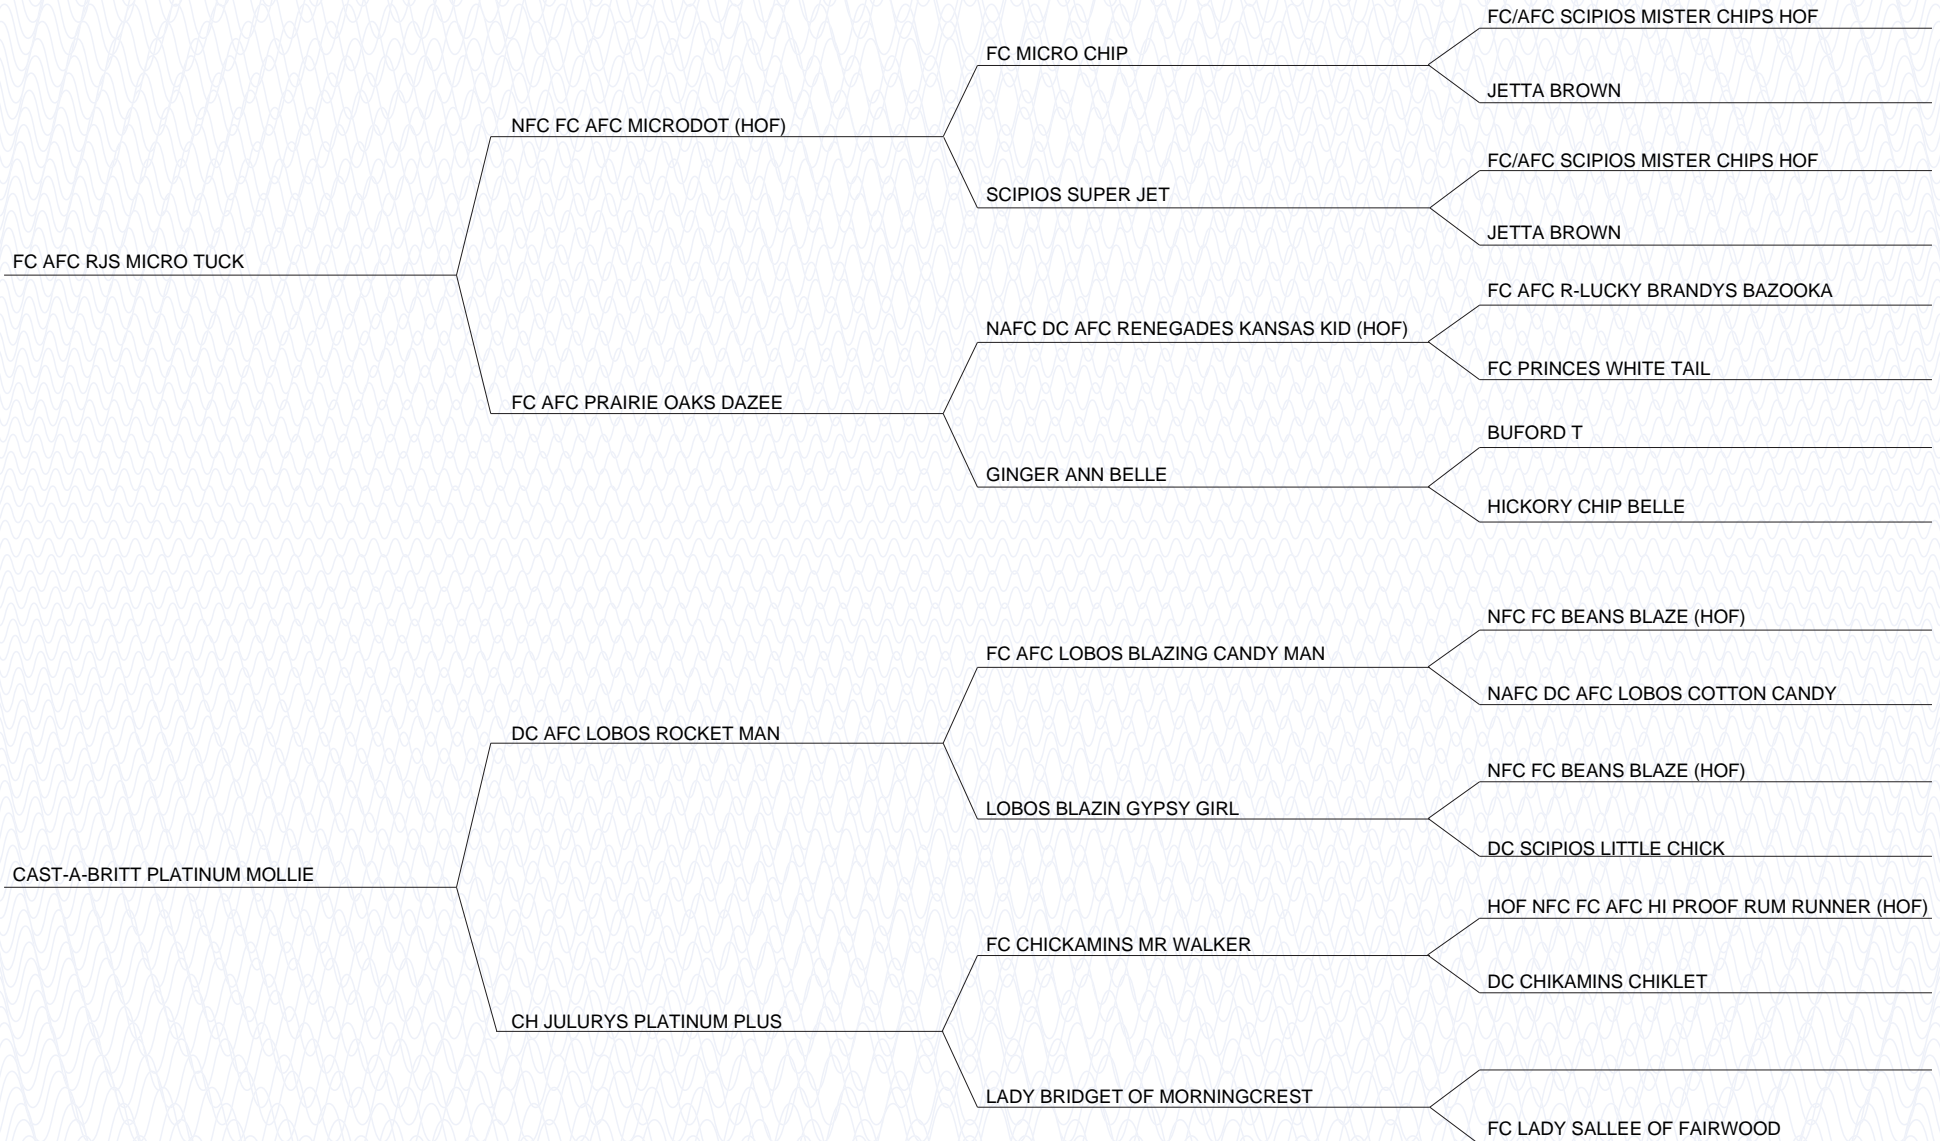 FC/AFC SCIPIOS MISTER CHIPS HOF
FC MICRO CHIP
JETTA BROWN
NFC FC AFC MICRODOT (HOF)
FC/AFC SCIPIOS MISTER CHIPS HOF
SCIPIOS SUPER JET
JETTA BROWN
FC AFC RJS MICRO TUCK
FC AFC R-LUCKY BRANDYS BAZOOKA
NAFC DC AFC RENEGADES KANSAS KID (HOF)
FC PRINCES WHITE TAIL
FC AFC PRAIRIE OAKS DAZEE
BUFORD T
GINGER ANN BELLE
HICKORY CHIP BELLE
NFC FC BEANS BLAZE (HOF)
FC AFC LOBOS BLAZING CANDY MAN
NAFC DC AFC LOBOS COTTON CANDY
DC AFC LOBOS ROCKET MAN
NFC FC BEANS BLAZE (HOF)
LOBOS BLAZIN GYPSY GIRL
DC SCIPIOS LITTLE CHICK
CAST-A-BRITT PLATINUM MOLLIE
HOF NFC FC AFC HI PROOF RUM RUNNER (HOF)
FC CHICKAMINS MR WALKER
DC CHIKAMINS CHIKLET
CH JULURYS PLATINUM PLUS
LADY BRIDGET OF MORNINGCREST
FC LADY SALLEE OF FAIRWOOD